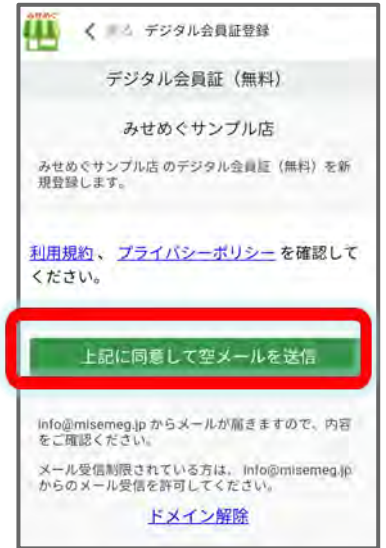 みせめぐ
く 戻る デジタル会員証登録
デジタル会員証（無料）
みせめぐサンプル店
みせめぐサンプル店 のデジタル会員証（無料）を新
規登録します。
利用規約 、 プライバシーポリシー を確認して
ください。
上記に同意して空メールを送信
info@misemeg.jp からメールが届きますので、内容
をご確認ください。
メール受信制限されている方は、 info@misemeg.jp
からのメール受信を許可してください。
ドメイン解除